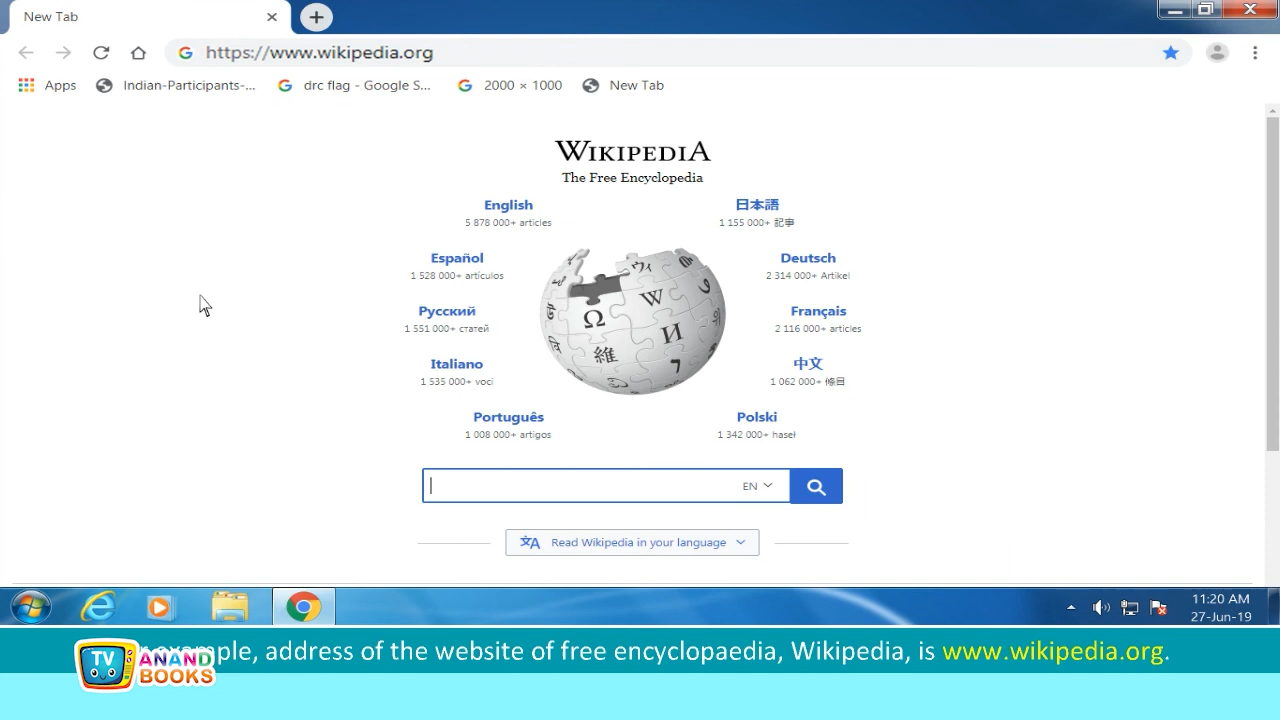 New Tab
https://www.wikipedia.org
Apps Indian-Participants-... drc flag - Google S... 2000 × 1000 New Tab
WIKIPEDIA
The Free Encyclopedia
English 日本語
5 878 000+ articles 1 155 000+ 記事
Español Deutsch
1 528 000+ artículos 2 314 000+ Artikel
Русский Français
1 551 000+ статей 2 116 000+ articles
Italiano 中文
1 535 000+ voci 1 062 000+ 條目
Português Polski
1 008 000+ artigos 1 342 000+ haseł
EN
Read Wikipedia in your language
11:20 AM
27-Jun-19
example, address of the website of free encyclopaedia, Wikipedia, is www.wikipedia.org.
TV ANAND
BOOKS